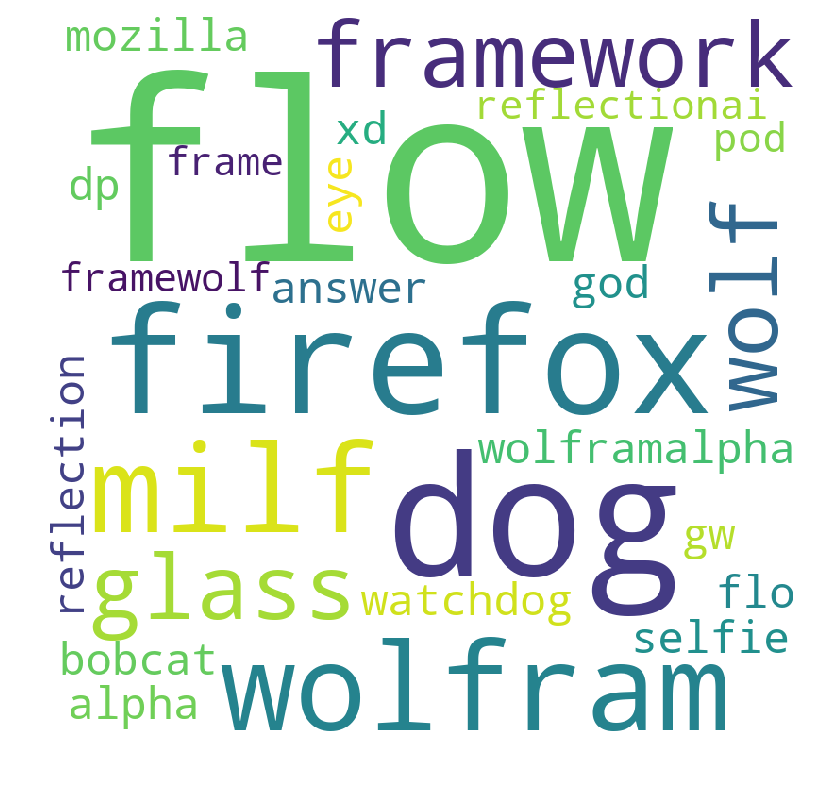 mozilla
framework
flow
reflectionai
xd
pod
frame
dp
eye
wolf
framewolf
answer
god
firefox
reflection
milf
wolframalpha
dog
gw
glass
watchdog
flo
selfie
bobcat
wolfram
alpha